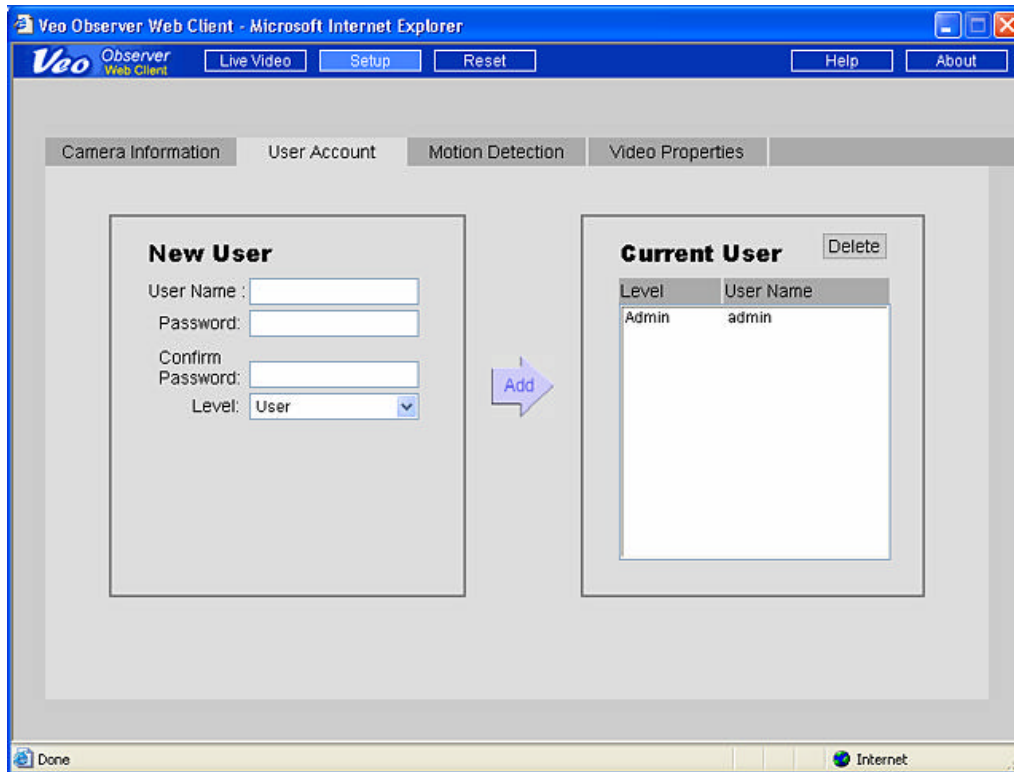 Veo Observer Web Client - Microsoft Internet Explorer
Veo Observer Web Client Live Video Setup Reset Help About
Camera Information User Account Motion Detection Video Properties
New User
User Name :
Password:
Confirm
Password:
Level: User
Add
Current User Delete
Level User Name
Admin admin
Done Internet